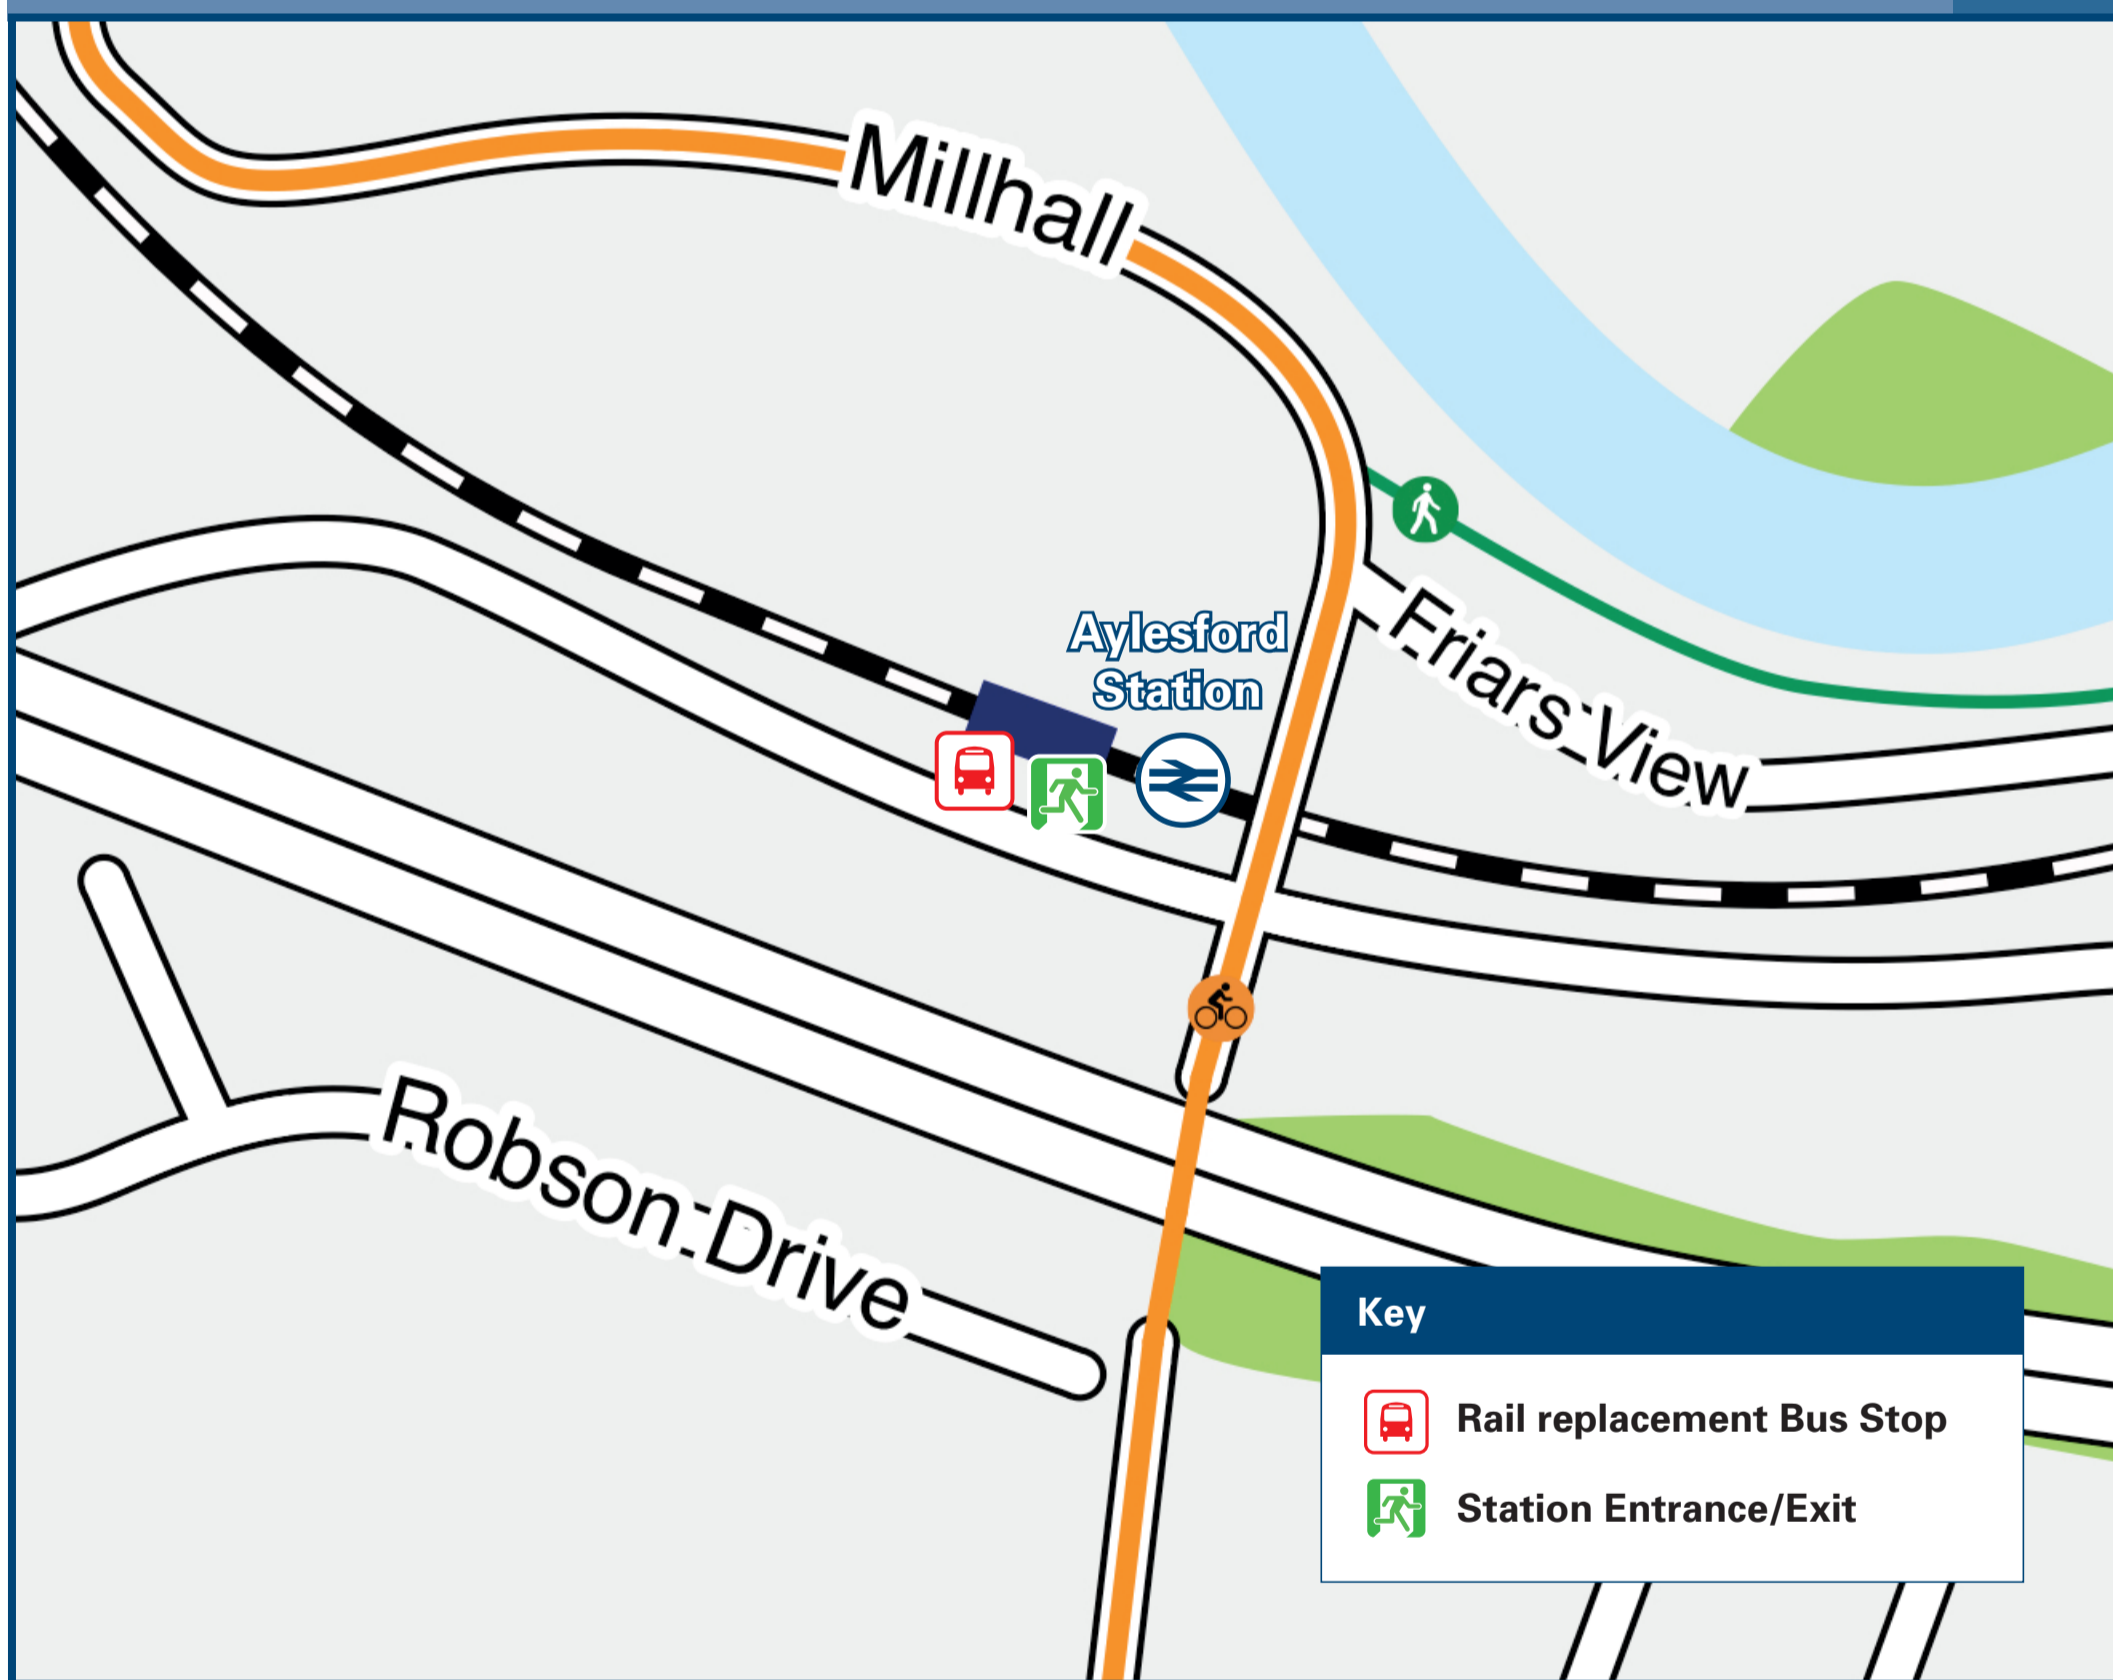 Millhall
Aylesford
Station
Friars View
Robson Drive
Key
Rail replacement Bus Stop
Station Entrance/Exit